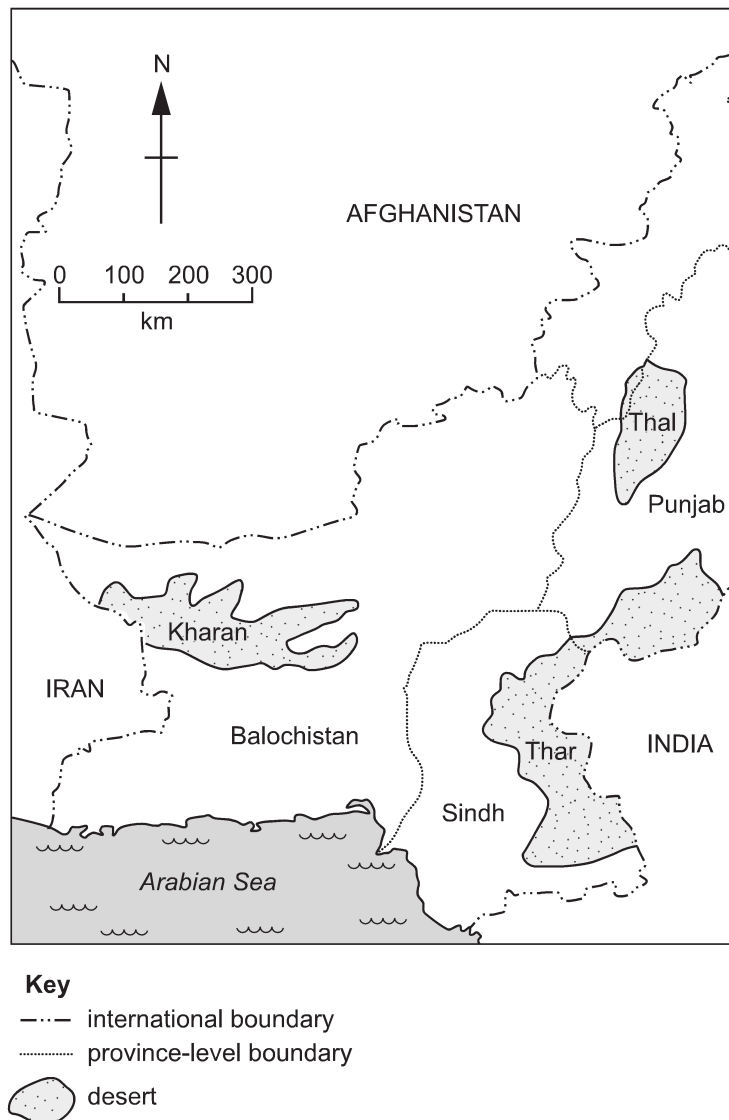 N
AFGHANISTAN
0 100 200 300
km
Thal
Punjab
Kharan
IRAN
Balochistan
Thar
INDIA
Sindh
Arabian Sea
Key
international boundary
province-level boundary
desert